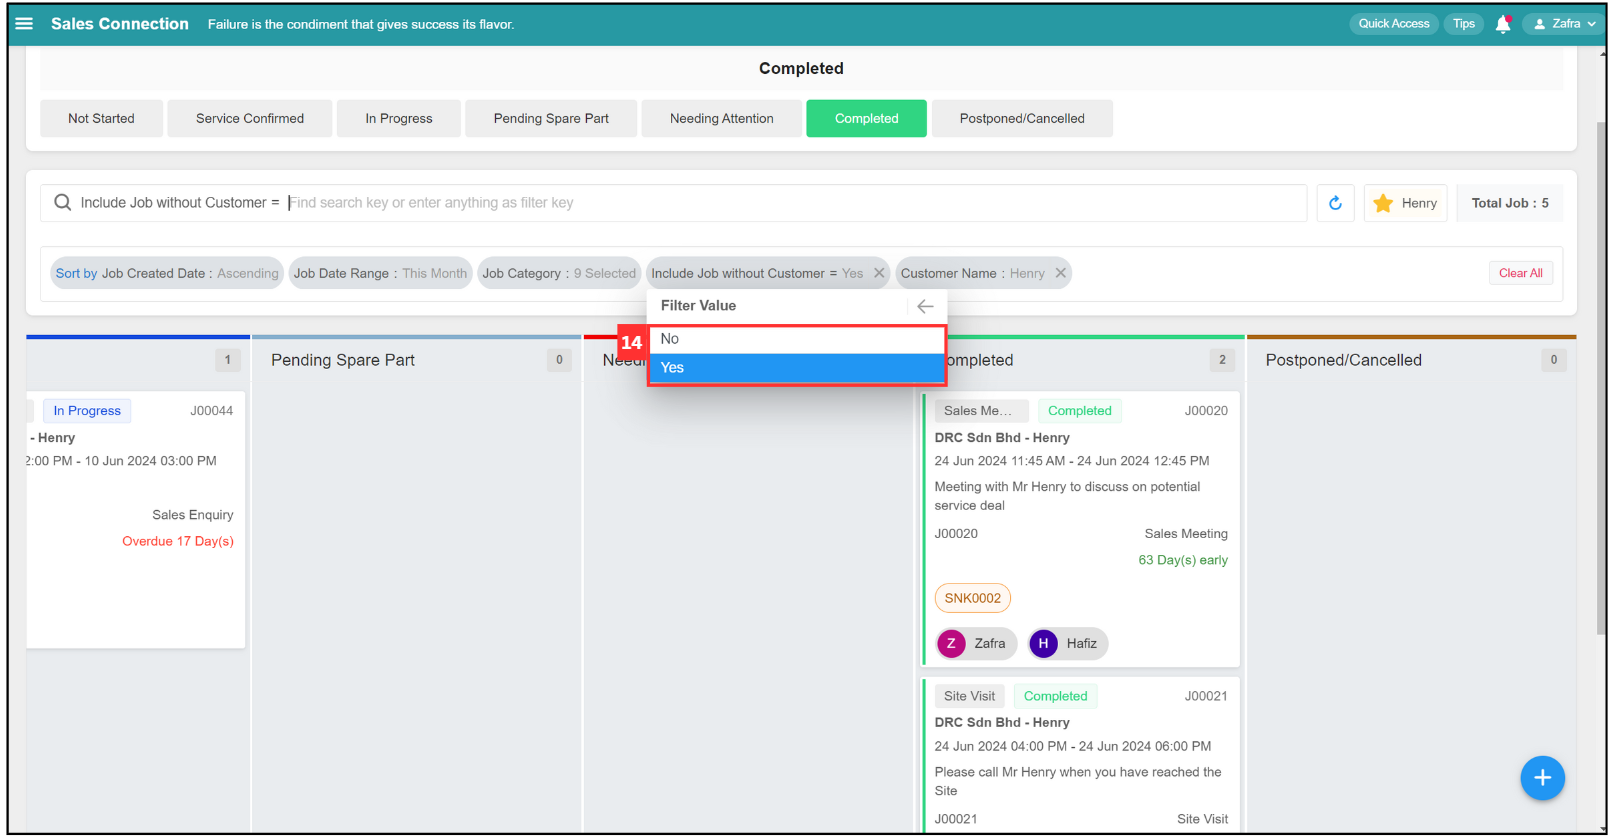 Sales Connection Failure is the condiment that gives success its flavor. Quick Access Tips Zafra
Completed
Not Started Service Confirmed In Progress Pending Spare Part Needing Attention Completed Postponed/Cancelled
Include Job without Customer = Find search key or enter anything as filter key Henry Total Job : 5
Sort by Job Created Date : Ascending Job Date Range : This Month Job Category : 9 Selected Include Job without Customer = Yes Customer Name : Henry Clear All
Filter Value
14 No
Yes
1 Pending Spare Part 0 Needi ompleted 2 Postponed/Cancelled 0
In Progress J00044
- Henry
2:00 PM - 10 Jun 2024 03:00 PM
Sales Enquiry
Overdue 17 Day(s)
Sales Me... Completed J00020
DRC Sdn Bhd - Henry
24 Jun 2024 11:45 AM - 24 Jun 2024 12:45 PM
Meeting with Mr Henry to discuss on potential
service deal
J00020 Sales Meeting
63 Day(s) early
SNK0002
Z Zafra H Hafiz
Site Visit Completed J00021
DRC Sdn Bhd - Henry
24 Jun 2024 04:00 PM - 24 Jun 2024 06:00 PM
Please call Mr Henry when you have reached the
Site
J00021 Site Visit